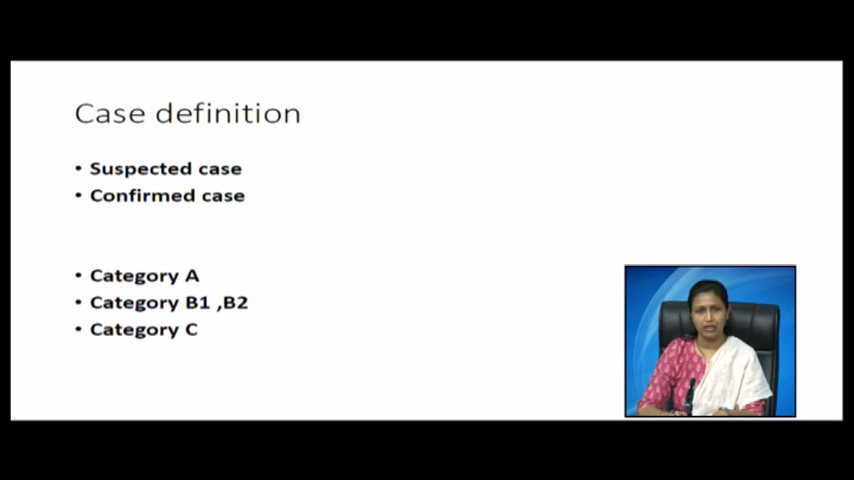 Case definition
• Suspected case
• Confirmed case
• Category A
• Category B1 ,B2
• Category C